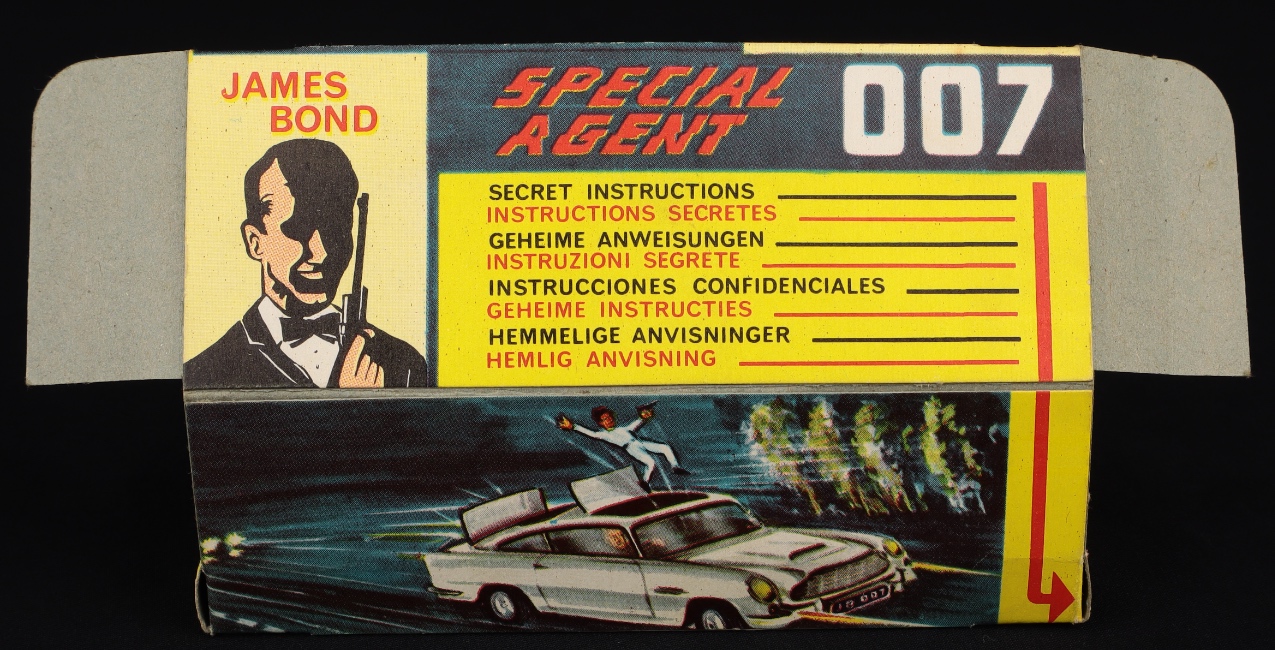 JAMES
BOND
SPECIAL
AGENT
007
SECRET INSTRUCTIONS
INSTRUCTIONS SECRETES
GEHEIME ANWEISUNGEN
INSTRUZIONI SEGRETE
INSTRUCCIONES CONFIDENCIALES
GEHEIME INSTRUCTIES
HEMMELIGE ANVISNINGER
HEMLIG ANVISNING
007